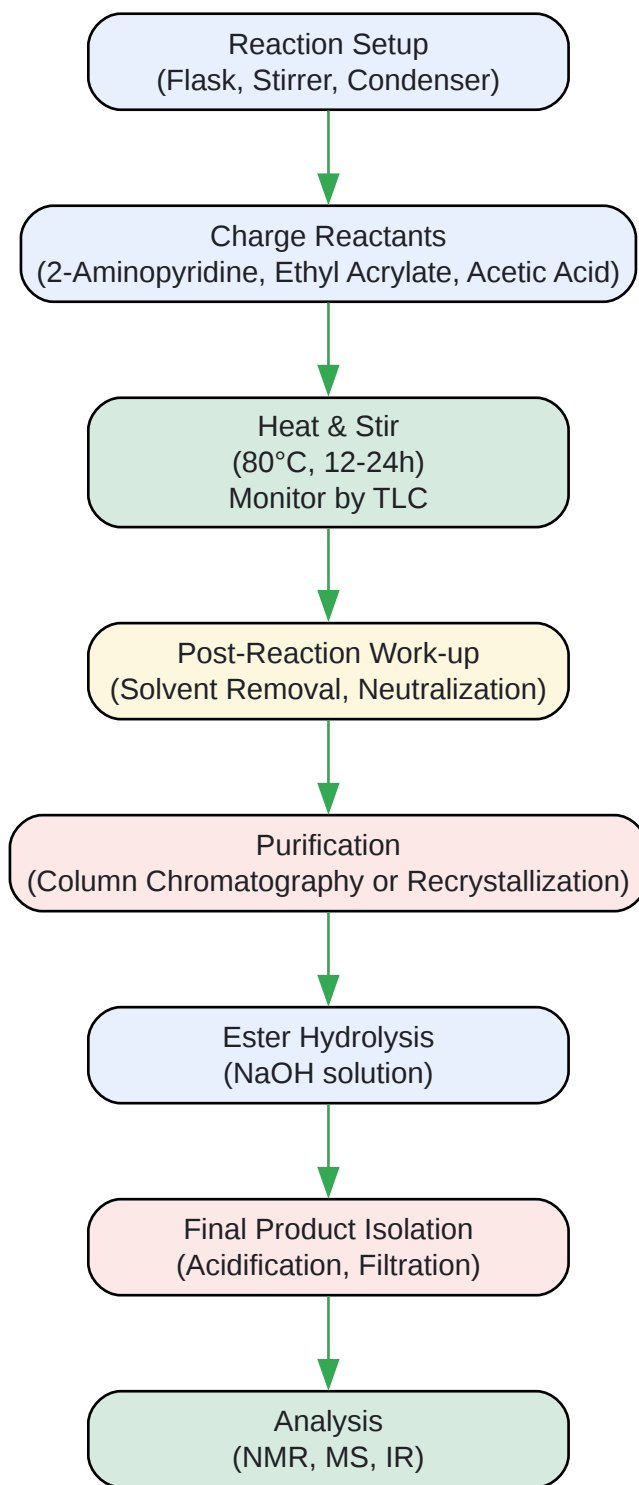 Reaction Setup
(Flask, Stirrer, Condenser)
Charge Reactants
(2-Aminopyridine, Ethyl Acrylate, Acetic Acid)
Heat & Stir
(80°C, 12-24h)
Monitor by TLC
Post-Reaction Work-up
(Solvent Removal, Neutralization)
Purification
(Column Chromatography or Recrystallization)
Ester Hydrolysis
(NaOH solution)
Final Product Isolation
(Acidification, Filtration)
Analysis
(NMR, MS, IR)